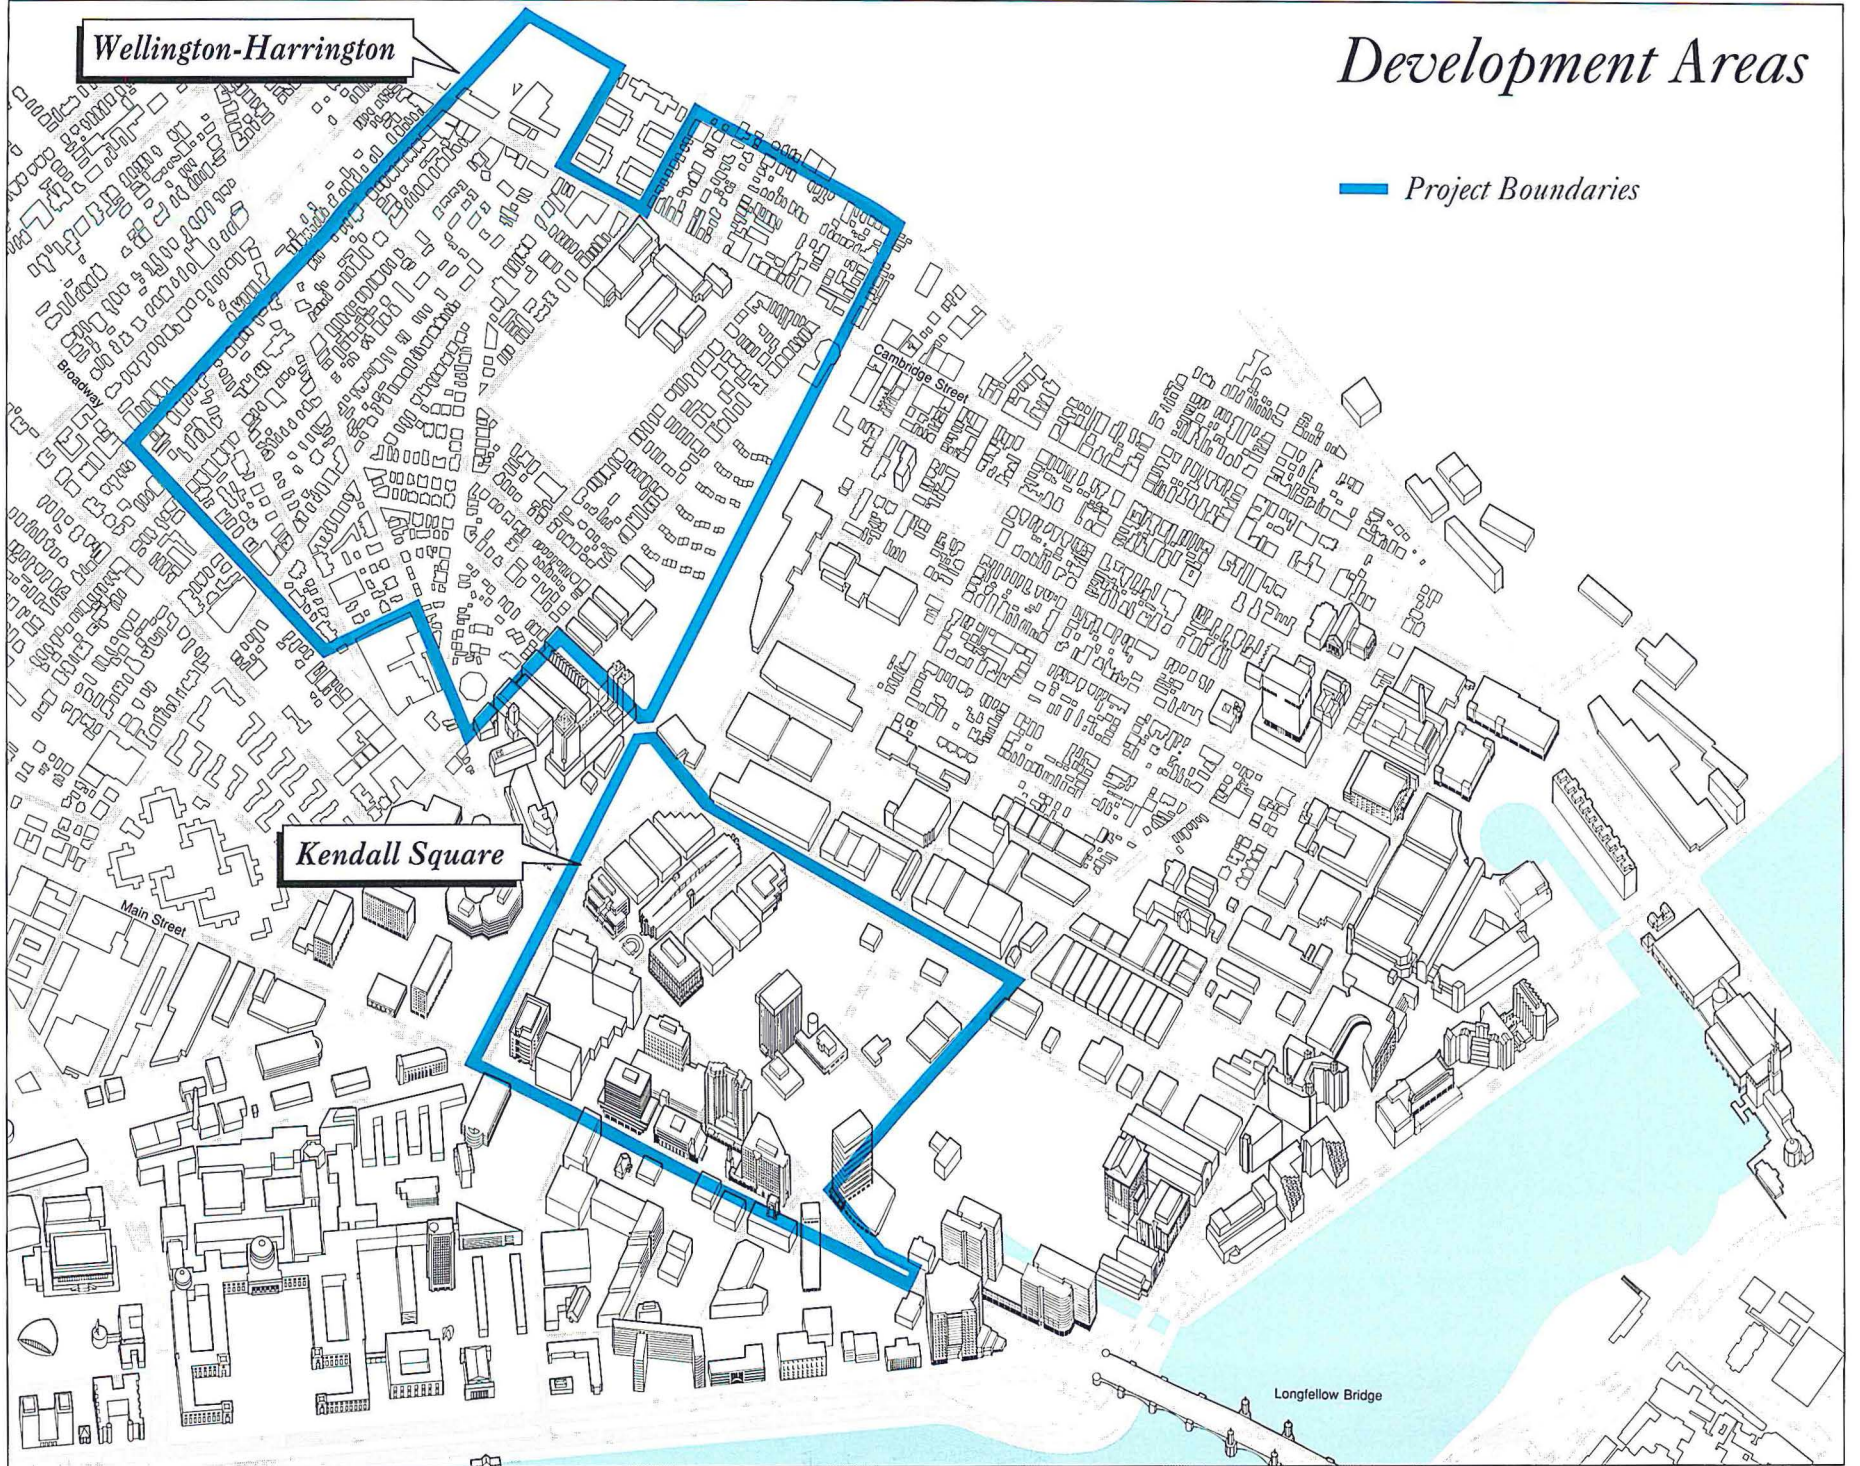 Wellington-Harrington
Development Areas
Project Boundaries
Broadway
Cambridge Street
Kendall Square
Main Street
Longfellow Bridge